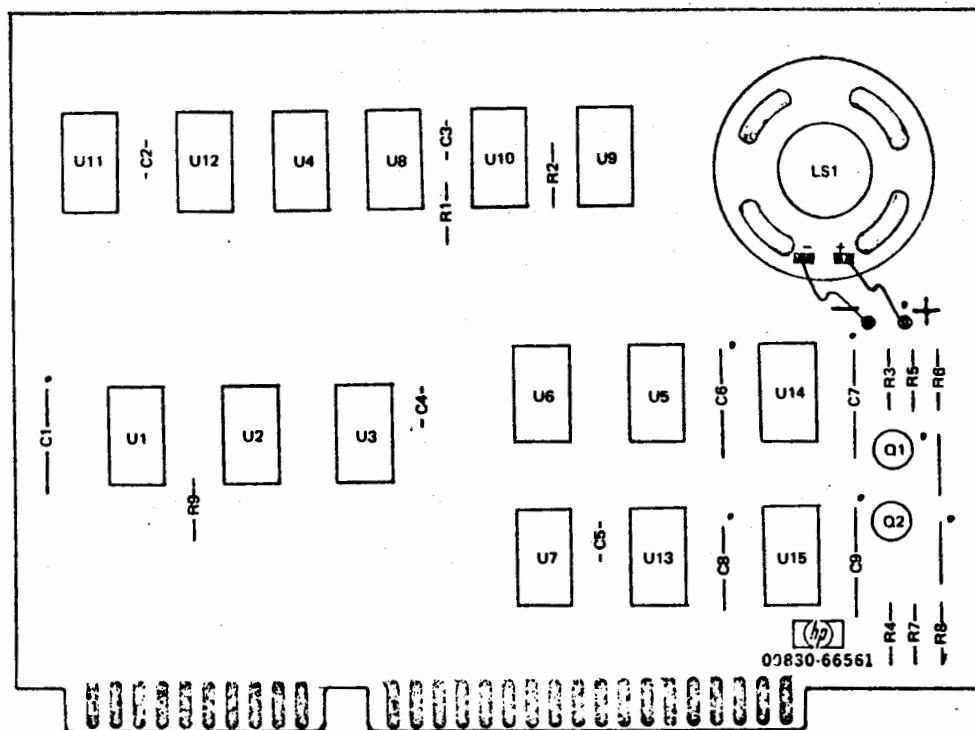 U11
C2
U12
U4
U8
C3
R1
U10
R2
U9
LS1
- +
- +
C1
U1
R9
U2
U3
C4
U6
U5
C6
U14
C7
R3
R5
R6
Q1
Q2
U7
C5
U13
C8
U15
C9
R4
R7
R8
hp
00830-66561